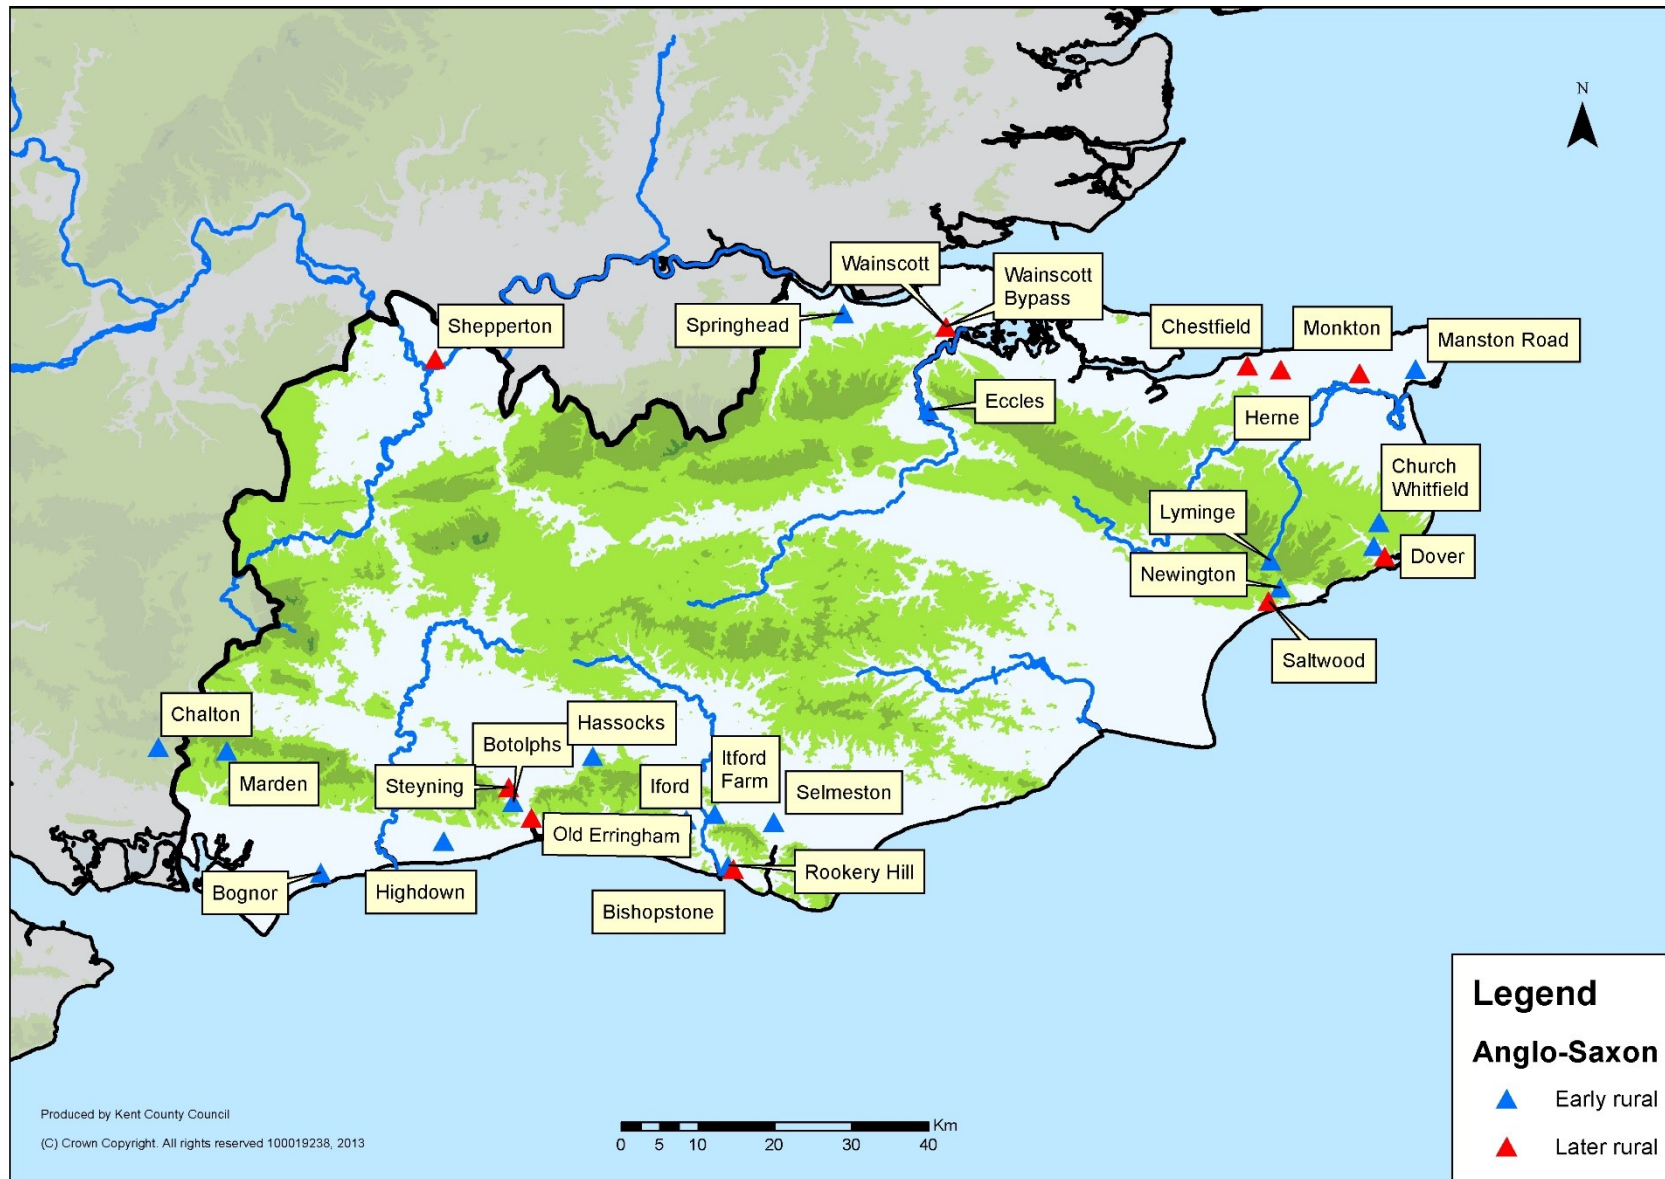 N
Wainscott
Wainscott
Bypass
Springhead
Shepperton
Chestfield
Monkton
Manston Road
Eccles
Herne
Church
Whitfield
Lyminge
Newington
Dover
Saltwood
Chalton
Hassocks
Botolphs
Itford
Farm
Marden
Steyning
Iford
Selmeston
Old Erringham
Rookery Hill
Bognor
Highdown
Bishopstone
Legend
Anglo-Saxon
Early rural
Later rural
Produced by Kent County Council
(C) Crown Copyright. All rights reserved 100019238, 2013
Km
0 5 10 20 30 40